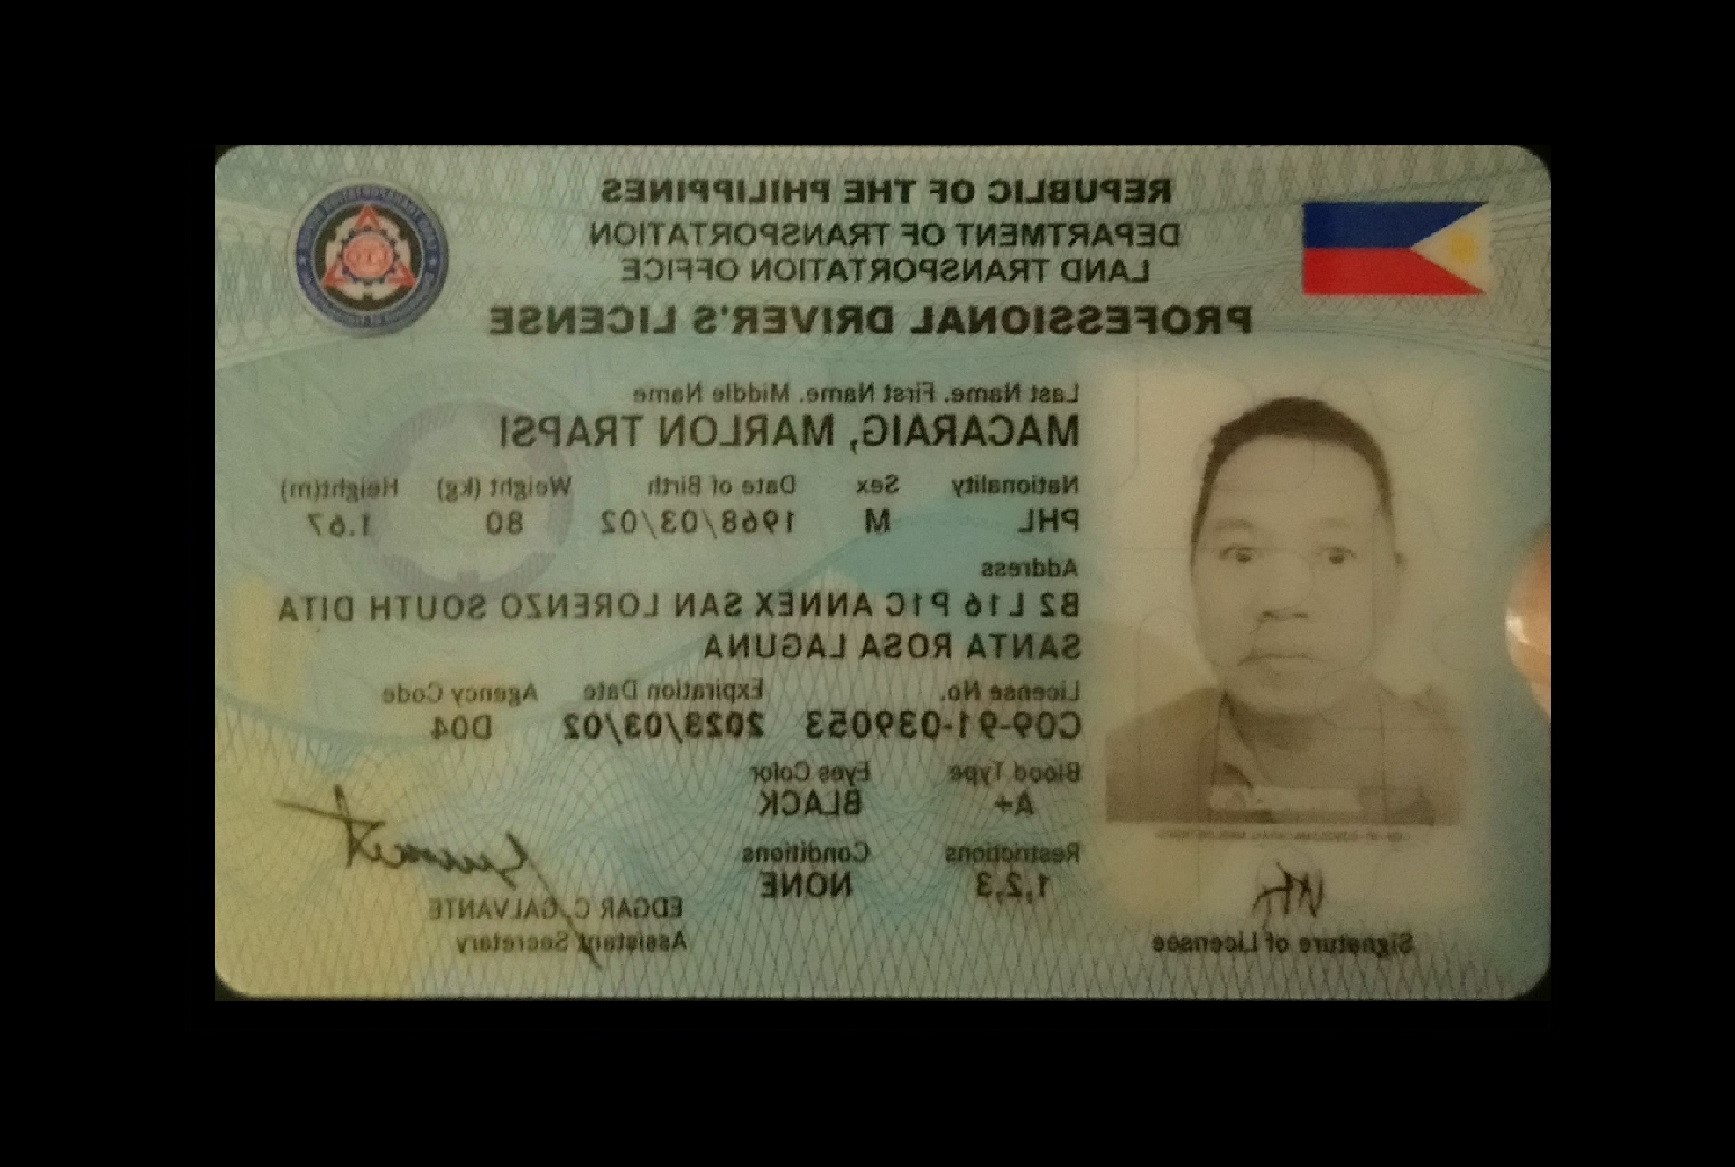 REPUBLIC OF THE PHILIPPINES
DEPARTMENT OF TRANSPORTATION
LAND TRANSPORTATION OFFICE
PROFESSIONAL DRIVER'S LICENSE
Last Name. First Name. Middle Name
MACARAIG, MARLON TRAPSI
Nationality Sex Date of Birth Weight (kg) Height(m)
PHL M 1968/03/02 80 1.67
Address
B2 L16 P1C ANNEX SAN LORENZO SOUTH DITA
SANTA ROSA LAGUNA
License No. Expiration Date Agency Code
C09-91-039053 2023/03/02 D04
Blood Type Eyes Color
A+ BLACK
Restrictions Conditions
1,2,3 NONE
EDGAR C. GALVANTE
Signature of Licensee Assistant Secretary